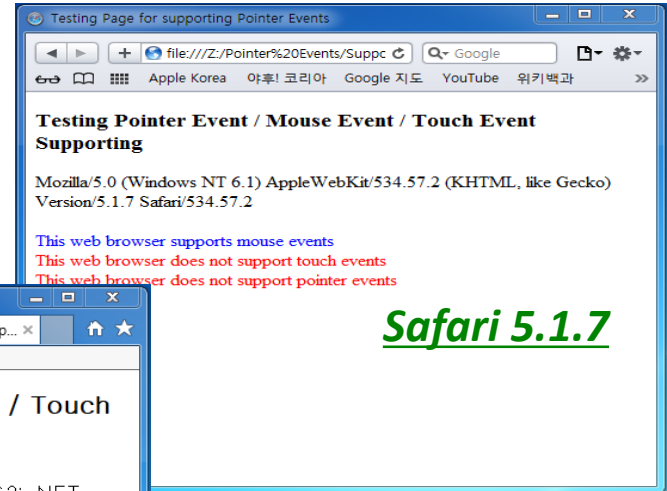 Testing Page for supporting Pointer Events
file:///Z:/Pointer%20Events/Suppc
Google
Apple Korea 야후! 코리아 Google 지도 YouTube 위키백과 »
Testing Pointer Event / Mouse Event / Touch Event
Supporting
Mozilla/5.0 (Windows NT 6.1) AppleWebKit/534.57.2 (KHTML, like Gecko)
Version/5.1.7 Safari/534.57.2
This web browser supports mouse events
This web browser does not support touch events
This web browser does not support pointer events
Safari 5.1.7
p...
/ Touch
.NET